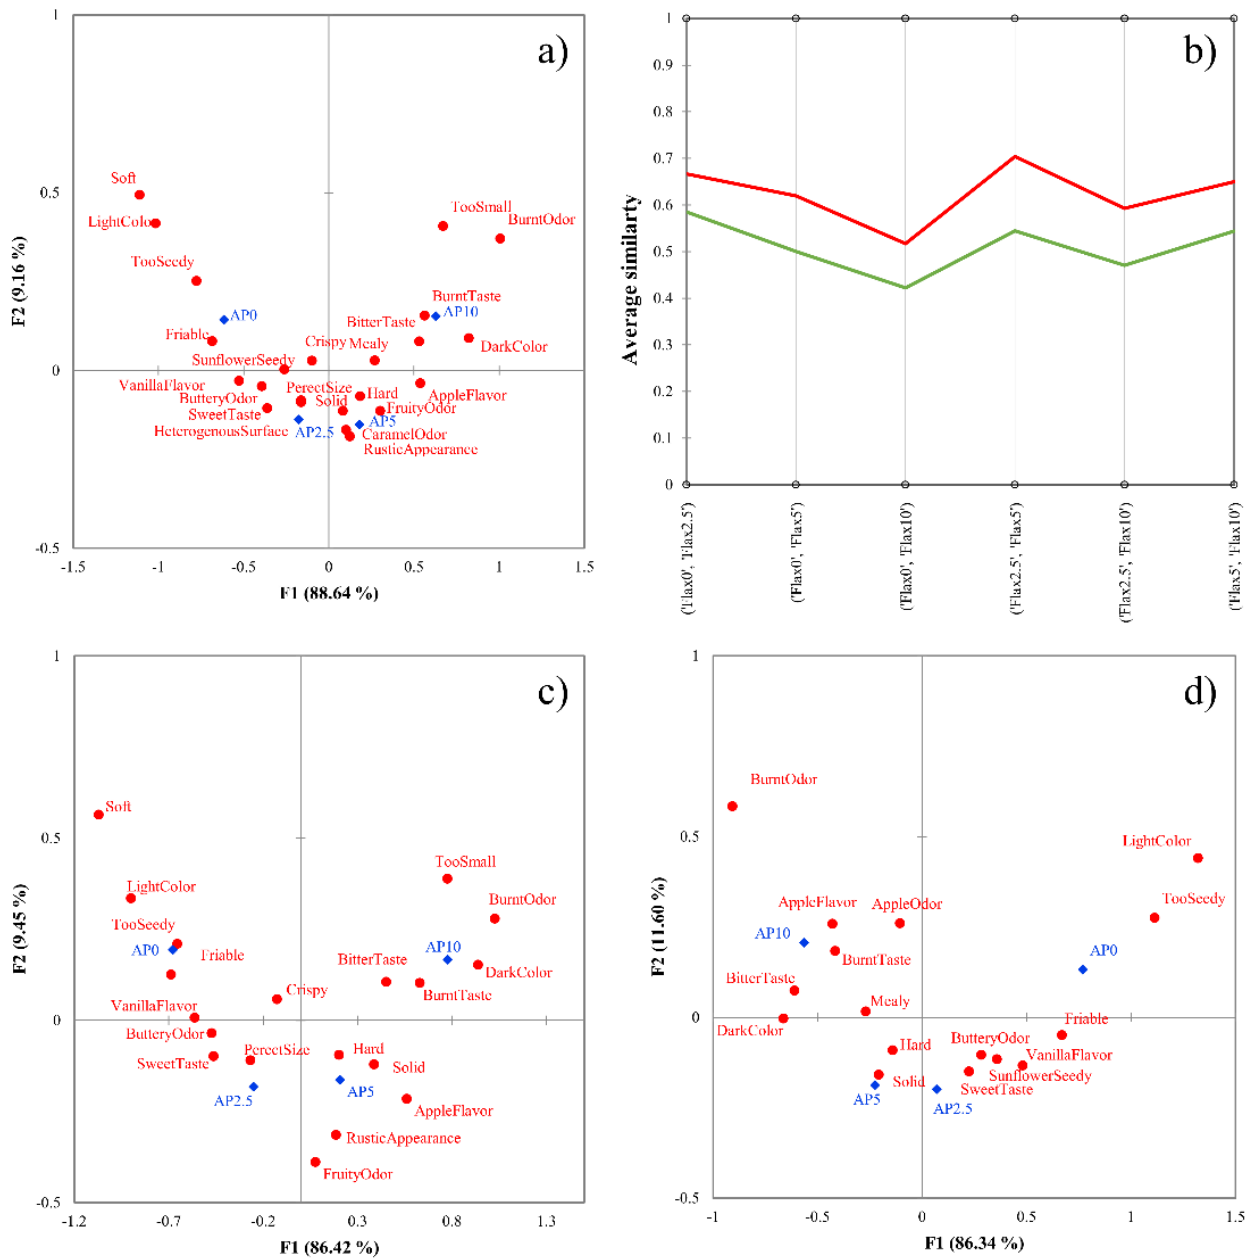 a)
1
0.5
0
-0.5
-1.5
-1
-0.5
0
0.5
1
1.5
F1 (88.64 %)
F2 (9.16 %)
Soft
LightColor
TooSeedy
AP0
Friable
SunflowerSeedy
VanillaFlavor
ButteryOdor
SweetTaste
HeterogenousSurface
Crispy
Mealy
PerectSize
Solid
AP2.5
Hard
FruityOdor
AP5
CaramelOdor
RusticAppearance
AppleFlavor
TooSmall
BurntOdor
BurntTaste
AP10
BitterTaste
DarkColor
b)
1
0.9
0.8
0.7
0.6
0.5
0.4
0.3
0.2
0.1
0
Average similarty
('Flax0', 'Flax2.5')
('Flax0', 'Flax5')
('Flax0', 'Flax10')
('Flax2.5', 'Flax5')
('Flax2.5', 'Flax10')
('Flax5', 'Flax10')
c)
1
0.5
0
-0.5
-1.2
-0.7
-0.2
0.3
0.8
1.3
F1 (86.42 %)
F2 (9.45 %)
Soft
LightColor
TooSeedy
AP0
Friable
VanillaFlavor
ButteryOdor
SweetTaste
PerectSize
AP2.5
Crispy
TooSmall
BurntOdor
AP10
BitterTaste
DarkColor
BurntTaste
Hard
Solid
AP5
AppleFlavor
RusticAppearance
FruityOdor
d)
1
0.5
0
-0.5
-1
-0.5
0
0.5
1
1.5
F1 (86.34 %)
F2 (11.60 %)
BurntOdor
LightColor
TooSeedy
AppleFlavor
AppleOdor
AP10
BurntTaste
AP0
BitterTaste
Mealy
DarkColor
Friable
Hard
ButteryOdor
VanillaFlavor
SunflowerSeedy
Solid
SweetTaste
AP5
AP2.5